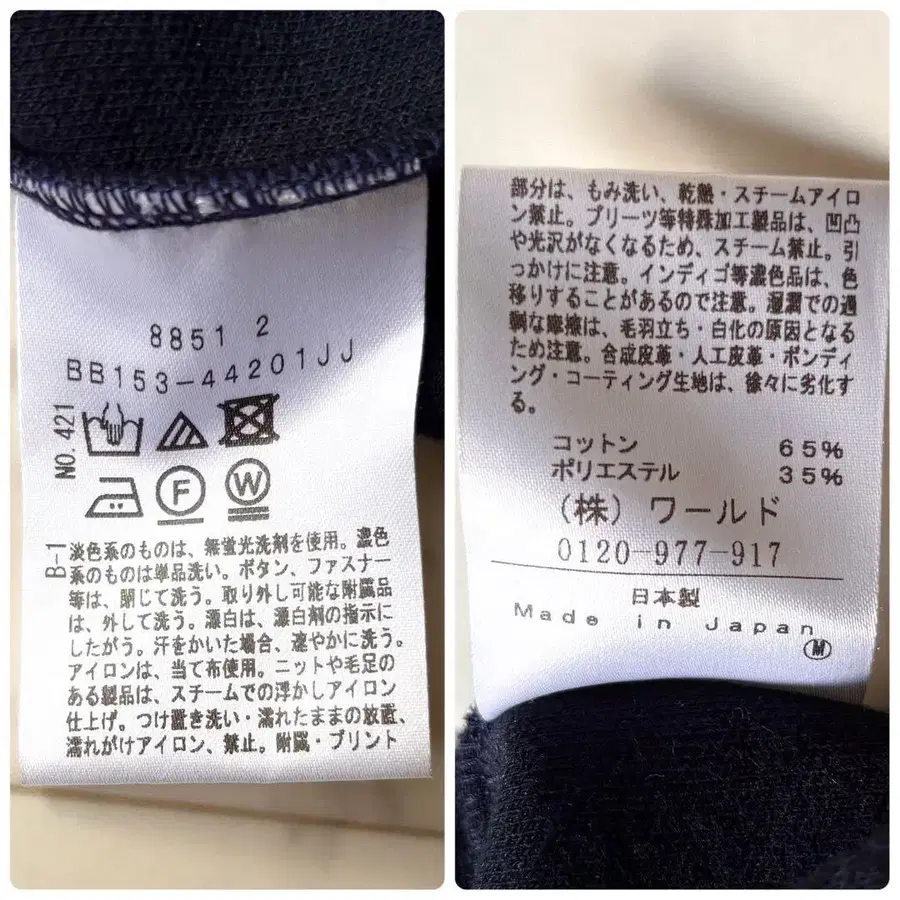 8851 2
BB153-44201JJ
NO. 421
F
W
B-1
淡色系のものは、無蛍光洗剤を使用。濃色
系のものは単品洗い。ボタン、ファスナー
等は、閉じて洗う。取り外し可能な附属品
は、外して洗う。漂白は、漂白剤の指示に
したがう。汗をかいた場合、速やかに洗う。
アイロンは、当て布使用。ニットや毛足の
ある製品は、スチームでの浮かしアイロン
仕上げ。つけ置き洗い・濡れたままの放置、
濡れがけアイロン、禁止。附属・プリント
部分は、もみ洗い、乾熱・スチームアイロ
ン禁止。プリーツ等特殊加工製品は、凹凸
や光沢がなくなるため、スチーム禁止。引
っかけに注意。インディゴ等濃色品は、色
移りすることがあるので注意。湿潤での過
剰な摩擦は、毛羽立ち・白化の原因となる
ため注意。合成皮革・人工皮革・ボンディ
ング・コーティング生地は、徐々に劣化す
る。
コットン 65%
ポリエステル 35%
(株) ワールド
0120-977-917
日本製
Made in Japan
M